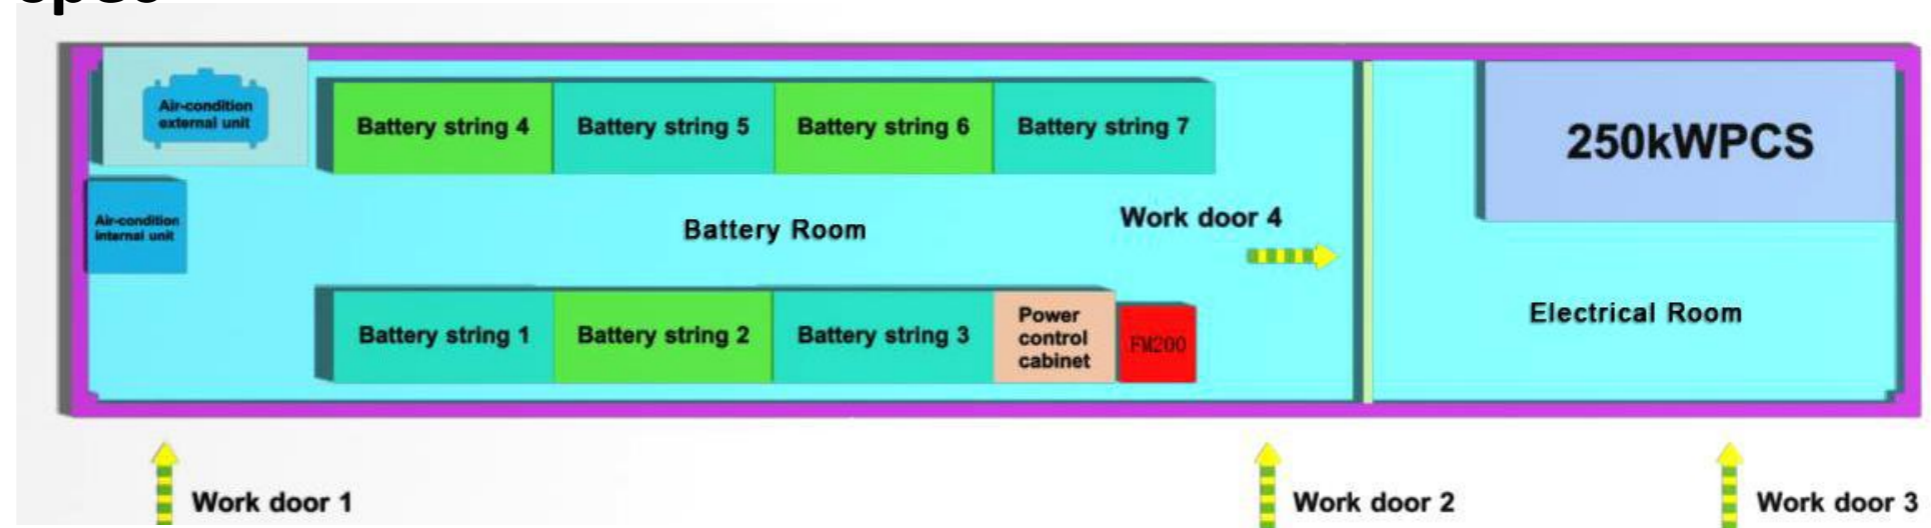 Air-condition
external unit
Battery string 4
Battery string 5
Battery string 6
Battery string 7
250kWPCS
Air-condition
internal unit
Battery Room
Work door 4
Electrical Room
Battery string 1
Battery string 2
Battery string 3
Power
control
cabinet
FM200
Work door 1
Work door 2
Work door 3